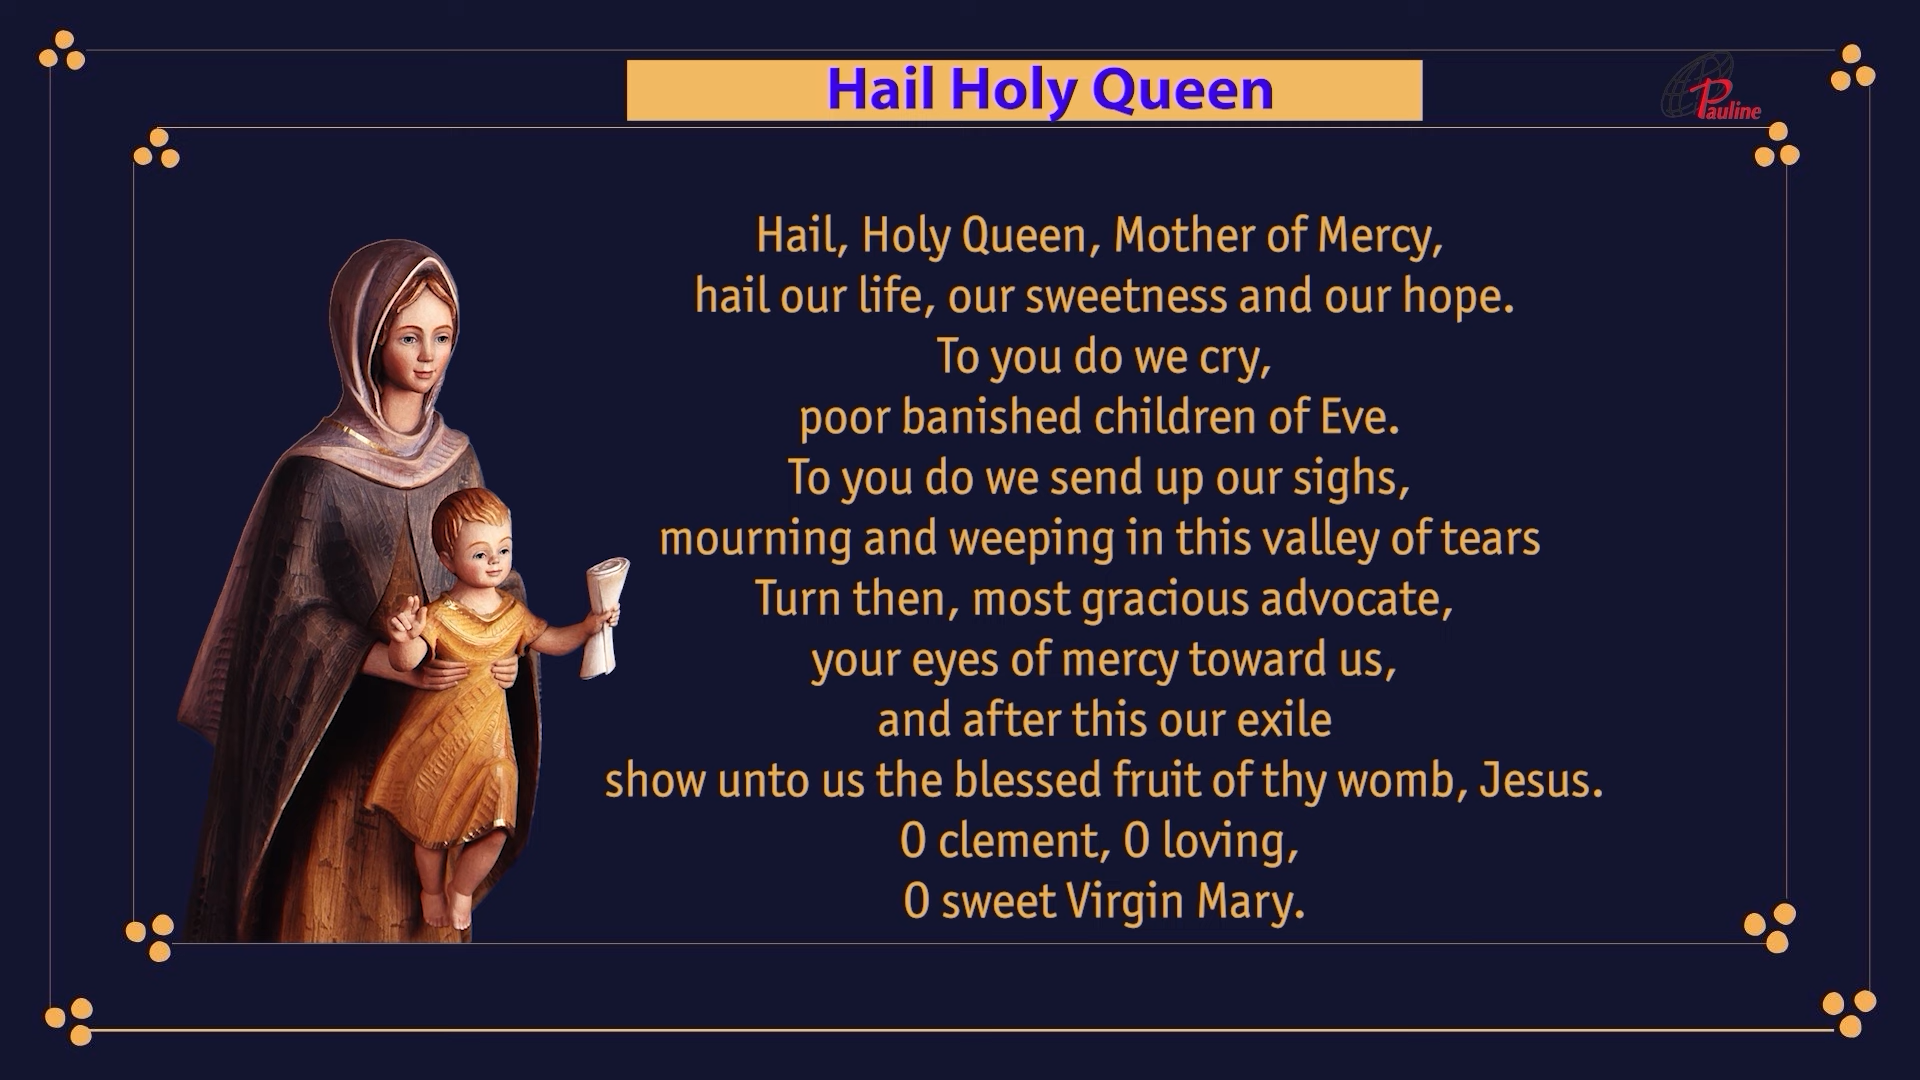 Hail Holy Queen
Pauline
Hail, Holy Queen, Mother of Mercy,
hail our life, our sweetness and our hope.
To you do we cry,
poor banished children of Eve.
To you do we send up our sighs,
mourning and weeping in this valley of tears
Turn then, most gracious advocate,
your eyes of mercy toward us,
and after this our exile
show unto us the blessed fruit of thy womb, Jesus.
O clement, O loving,
O sweet Virgin Mary.